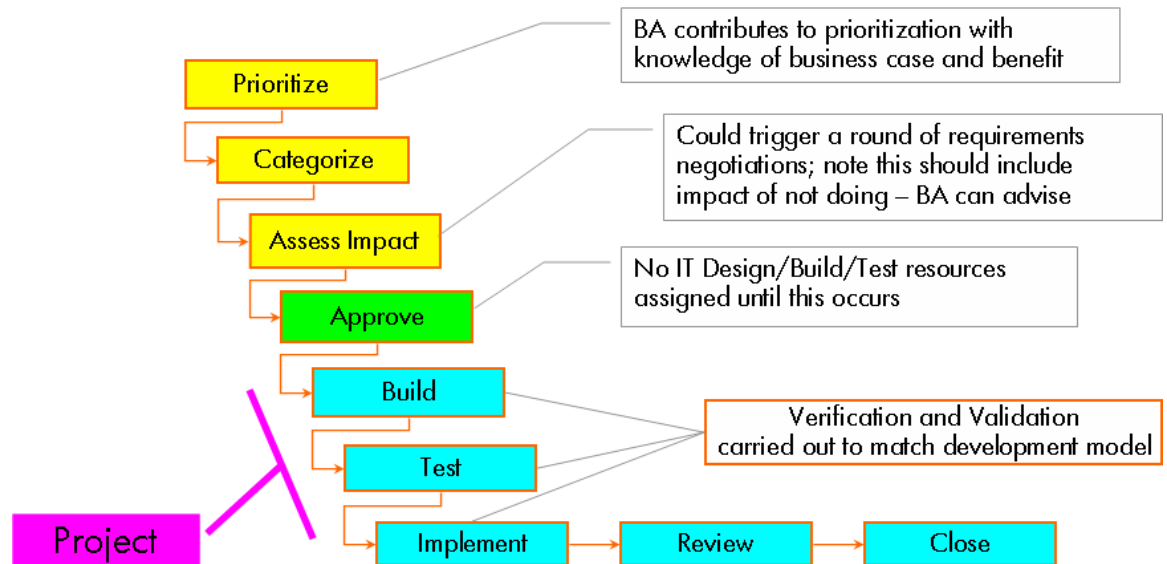 BA contributes to prioritization with
knowledge of business case and benefit
Prioritize
Categorize
Could trigger a round of requirements
negotiations; note this should include
impact of not doing – BA can advise
Assess Impact
No IT Design/Build/Test resources
assigned until this occurs
Approve
Build
Verification and Validation
carried out to match development model
Test
Project
Implement
Review
Close